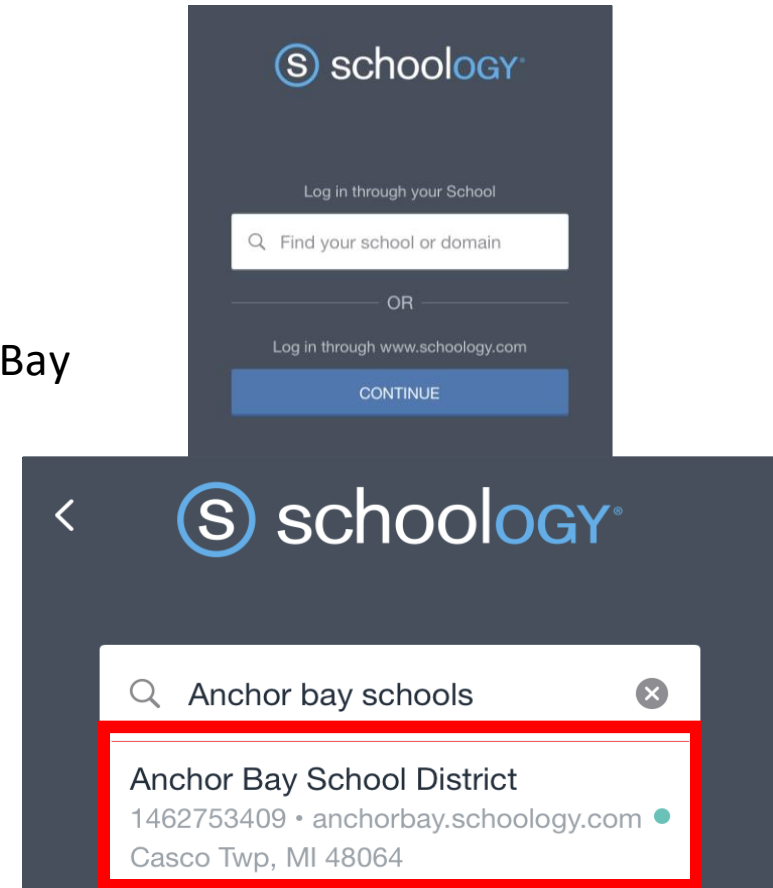 S schoology
Log in through your School
Find your school or domain
OR
Log in through www.schoology.com
Bay
CONTINUE
S schoology®
Anchor bay schools
Anchor Bay School District
1462753409 • anchorbay.schoology.com
Casco Twp, MI 48064